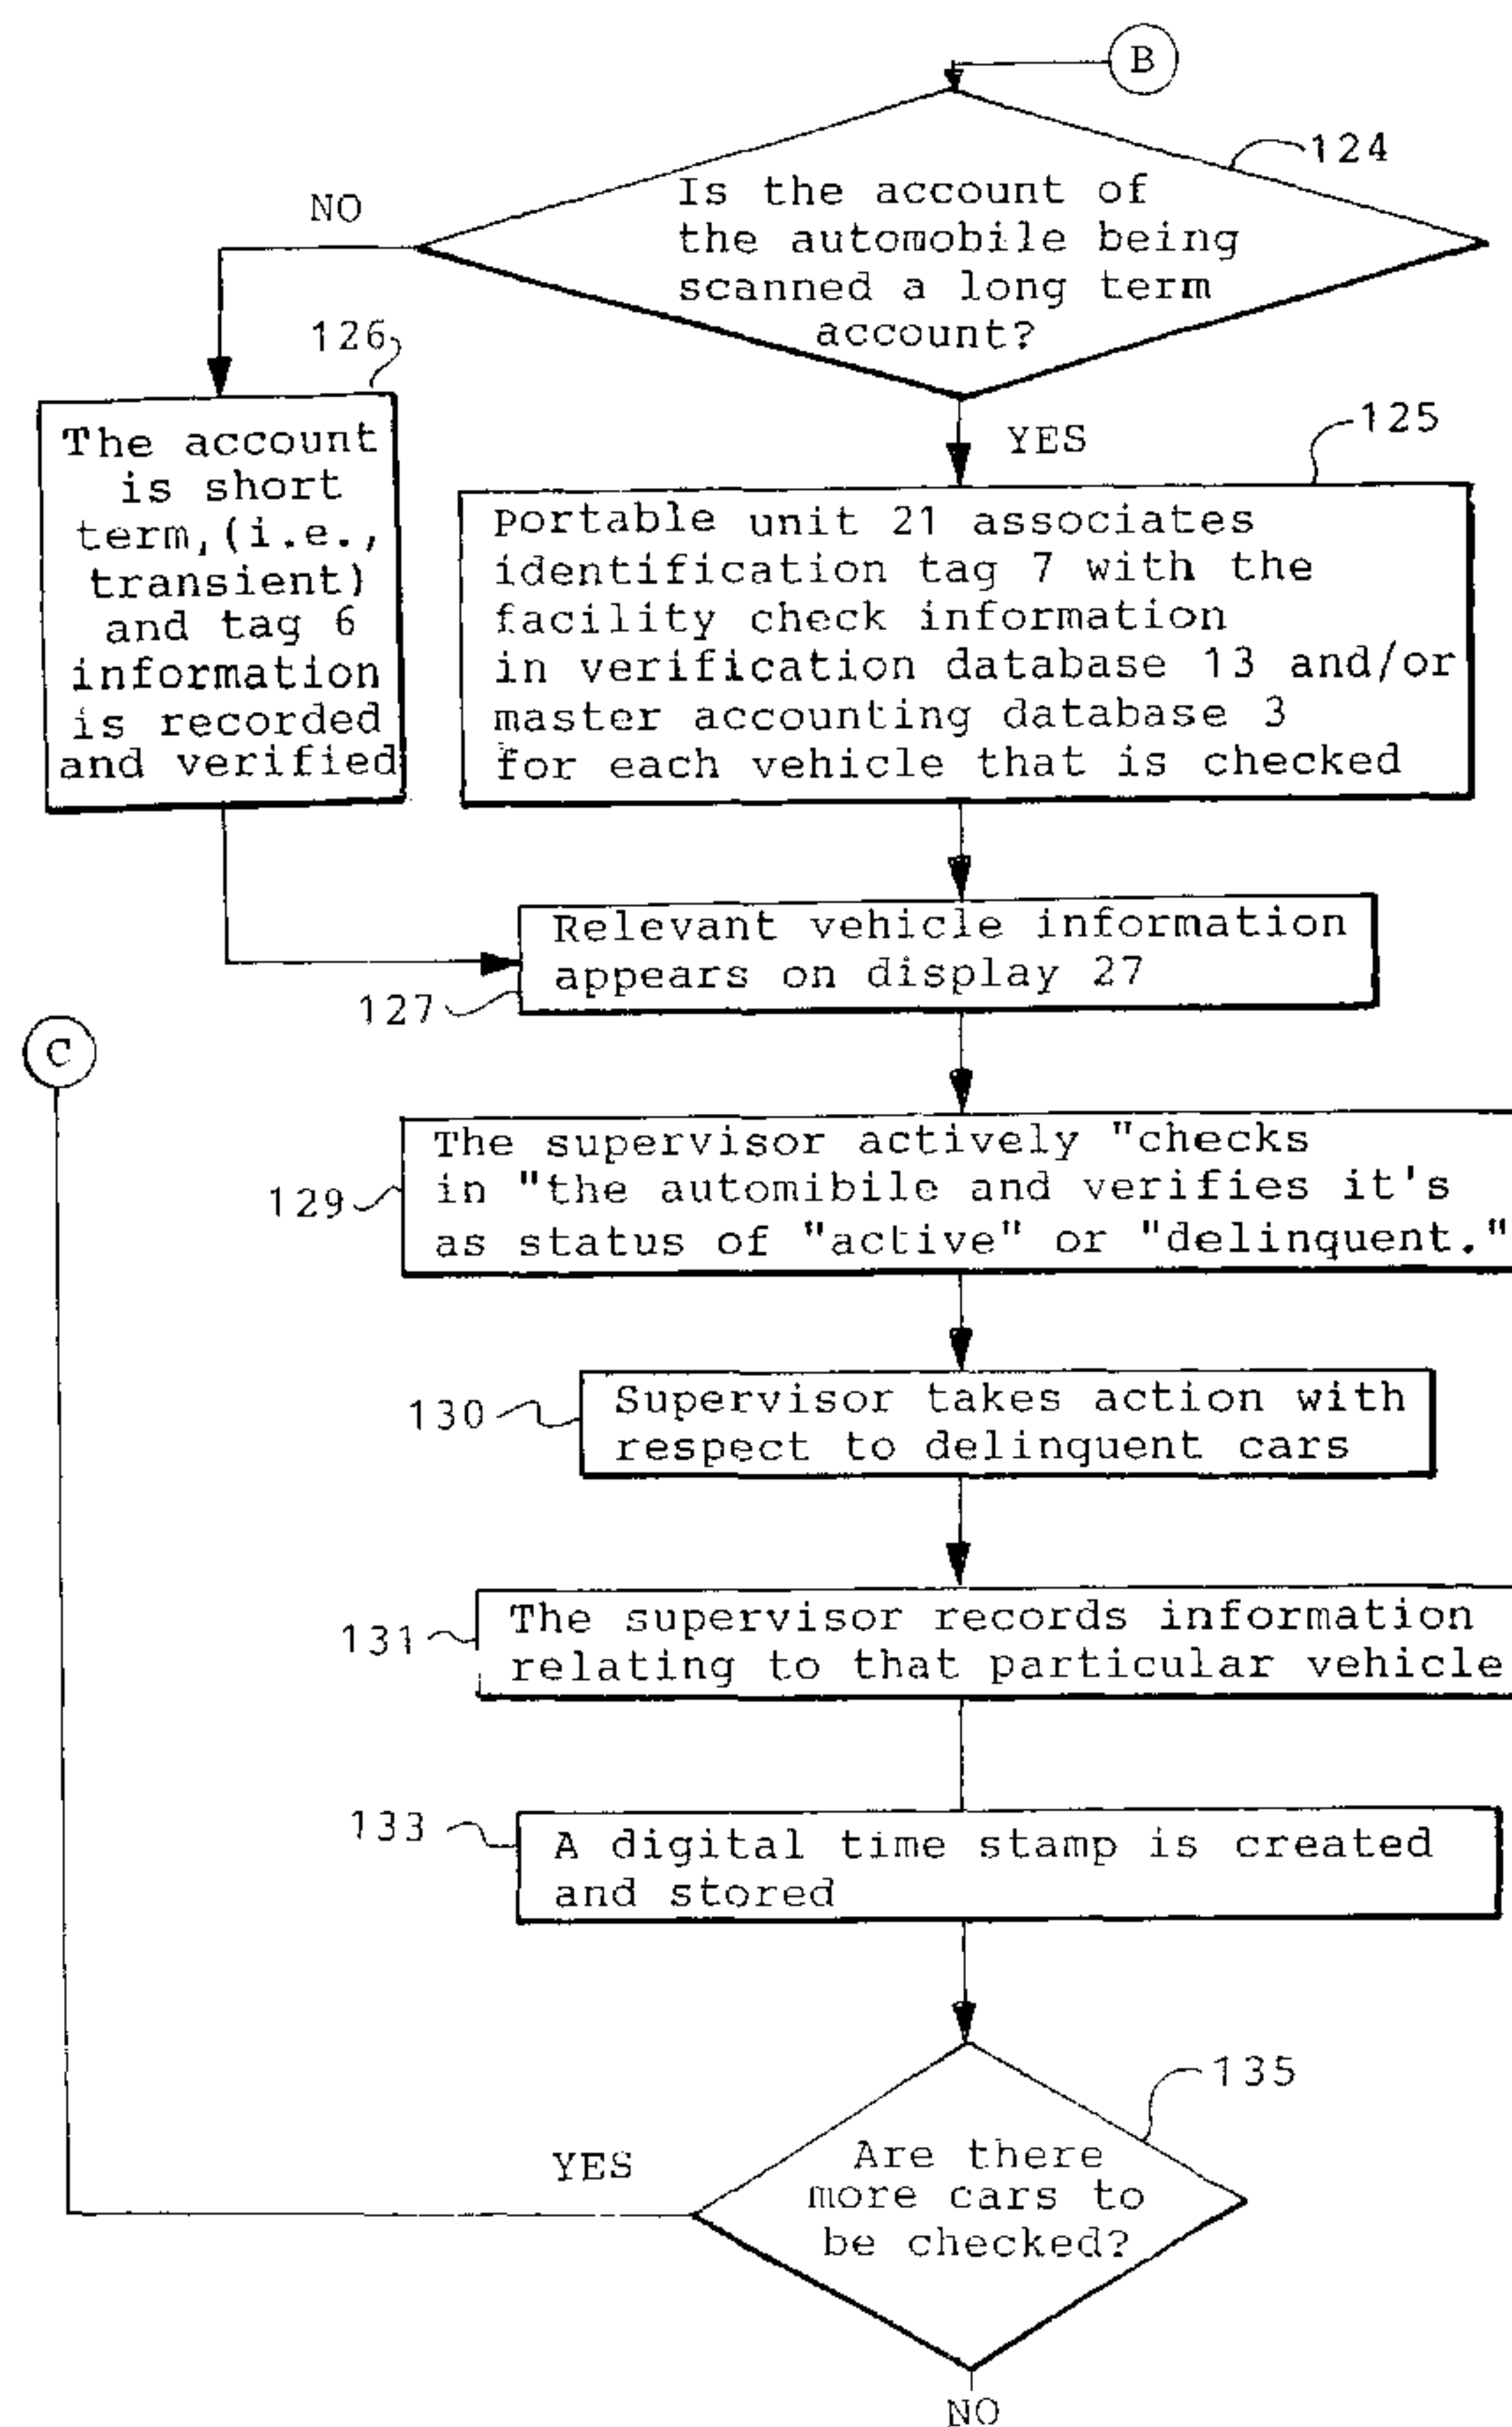 B
124
NO
Is the account of
the automobile being
scanned a long term
account?
126
YES
125
The account
is short
term,(i.e.,
transient)
and tag 6
information
is recorded
and verified
portable unit 21 associates
identification tag 7 with the
facility check information
in verification database 13 and/or
master accounting database 3
for each vehicle that is checked
Relevant vehicle information
appears on display 27
127
C
The supervisor actively "checks
in "the automibile and verifies it's
as status of "active" or "delinquent."
129
Supervisor takes action with
respect to delinquent cars
130
The supervisor records information
relating to that particular vehicle
131
133
A digital time stamp is created
and stored
135
YES
Are there
more cars to
be checked?
NO